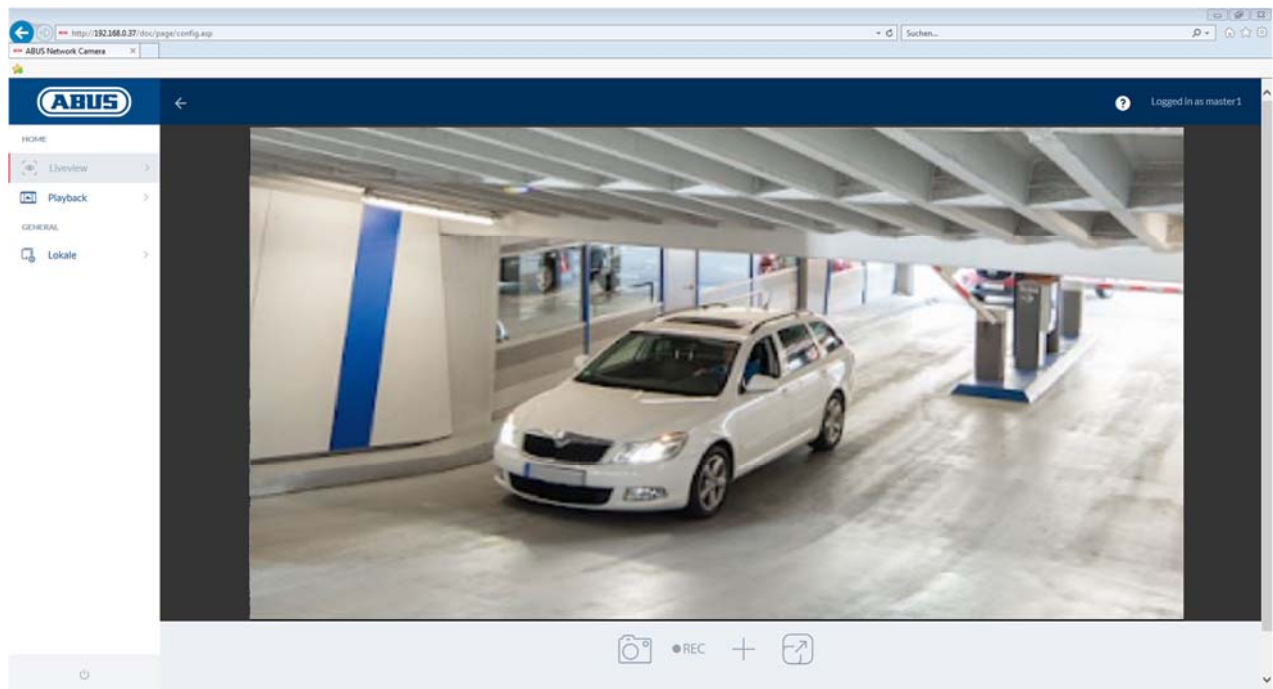 http://192.168.0.37/doc/page/config.asp
Suchen...
ABUS Network Camera
ABUS
Logged in as master1
HOME
Liveview
Playback
GENERAL
Lokale
REC